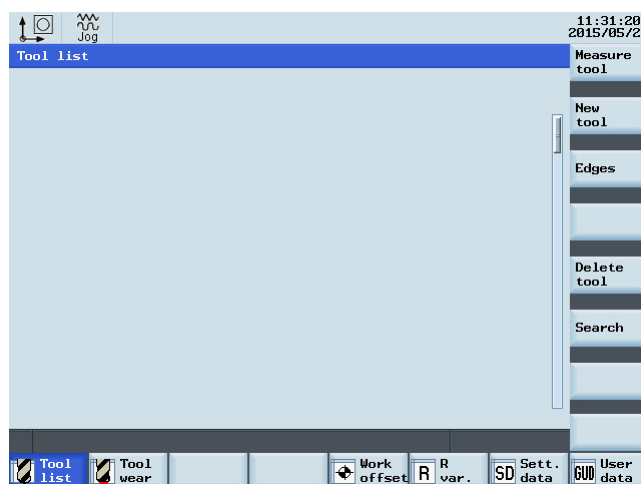 11:31:20
Jog
2015/05/2
Tool list
Measure
tool
New
tool
Edges
Delete
tool
Search
Tool
list
Tool
wear
Work
offset
R
R
var.
SD
Sett.
data
GUD
User
data